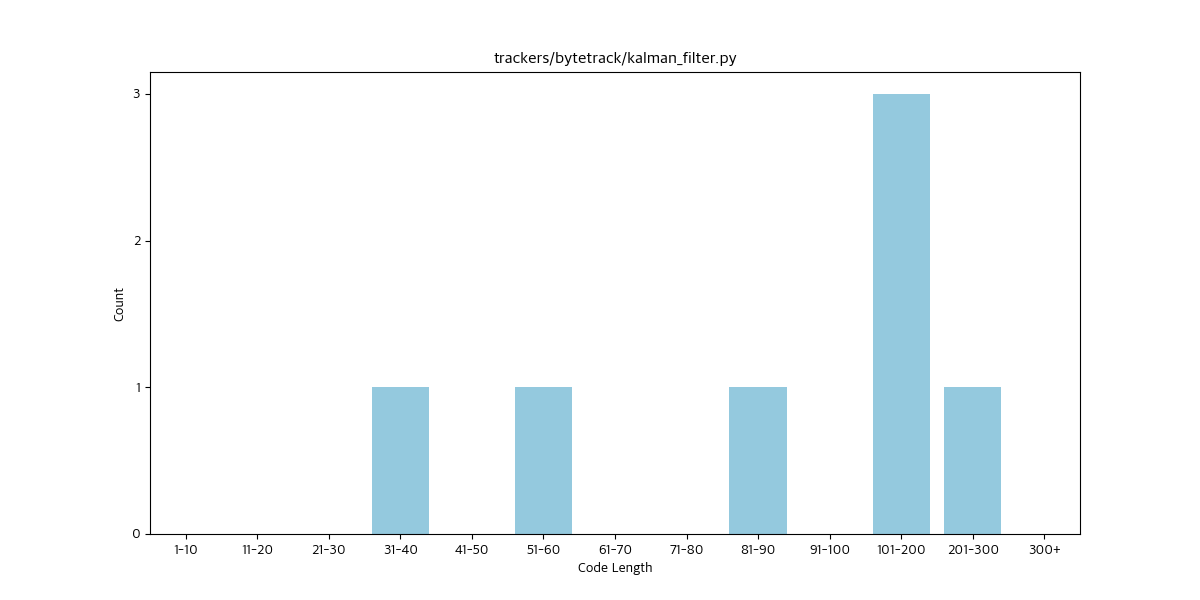 trackers/bytetrack/kalman_filter.py
3
2
1
0
Count
1-10 11-20 21-30 31-40 41-50 51-60 61-70 71-80 81-90 91-100 101-200 201-300 300+
Code Length